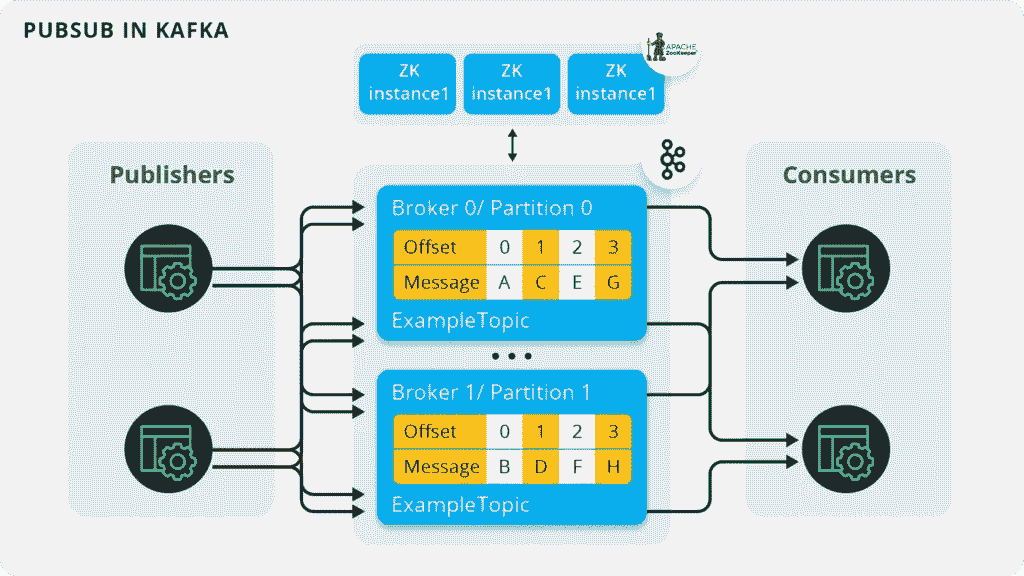 PUBSUB IN KAFKA
APACHE
ZooKeeper
ZK
instance1
ZK
instance1
ZK
instance1
Publishers
Consumers
Broker 0/ Partition 0
Offset 0 1 2 3
Message A C E G
ExampleTopic
Broker 1/ Partition 1
Offset 0 1 2 3
Message B D F H
ExampleTopic